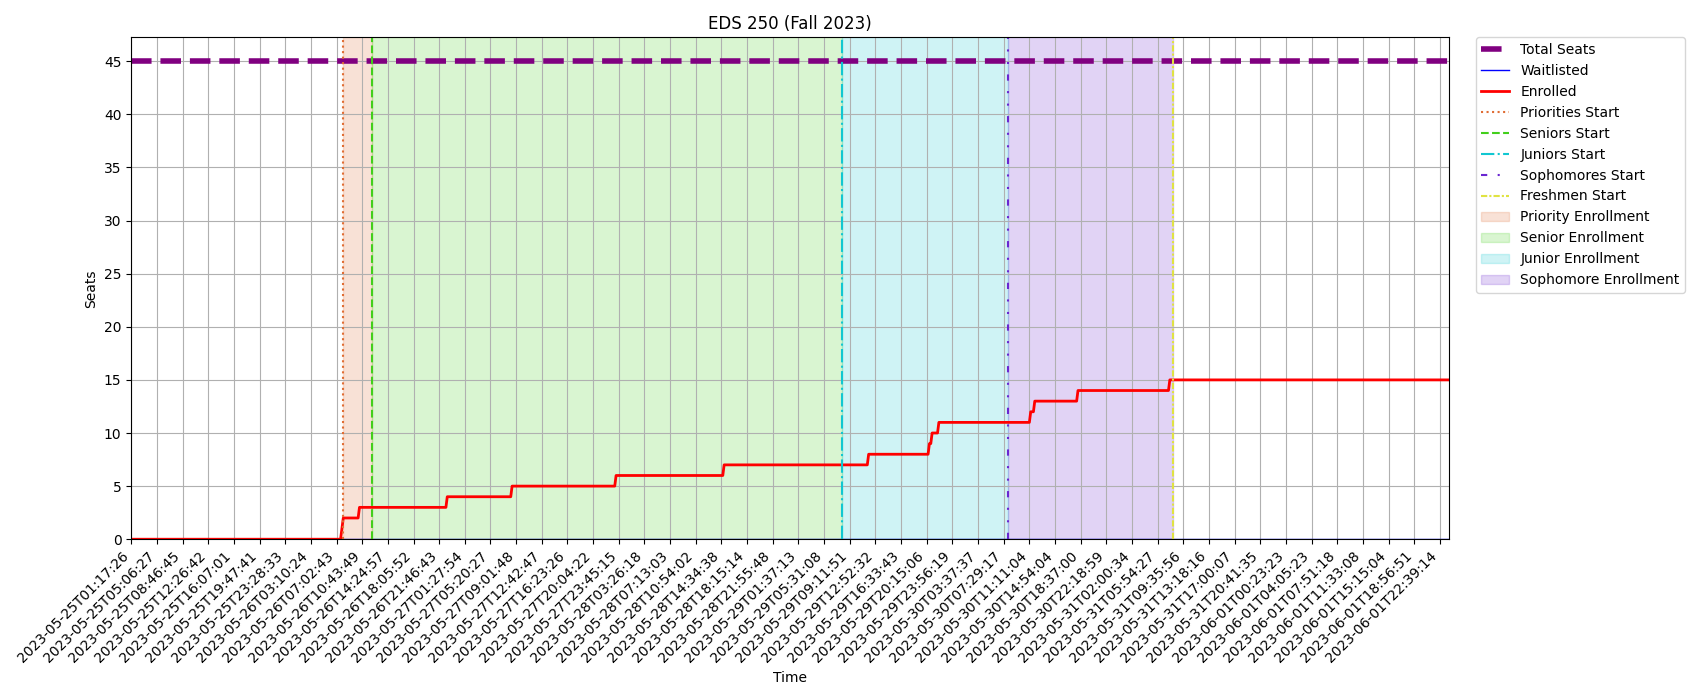 EDS 250 (Fall 2023)
Seats
45
40
35
30
25
20
15
10
5
0
2023-05-25T01:17:26
2023-05-25T05:06:27
2023-05-25T08:46:45
2023-05-25T12:26:42
2023-05-25T16:07:01
2023-05-25T19:47:41
2023-05-25T23:28:33
2023-05-26T03:10:24
2023-05-26T07:02:43
2023-05-26T10:43:49
2023-05-26T14:24:57
2023-05-26T18:05:52
2023-05-26T21:46:43
2023-05-27T01:27:54
2023-05-27T05:20:27
2023-05-27T09:01:48
2023-05-27T12:42:47
2023-05-27T16:23:26
2023-05-27T20:04:22
2023-05-27T23:45:15
2023-05-28T03:26:18
2023-05-28T07:13:03
2023-05-28T10:54:02
2023-05-28T14:34:38
2023-05-28T18:15:14
2023-05-28T21:55:48
2023-05-29T01:37:13
2023-05-29T05:31:08
2023-05-29T09:11:51
2023-05-29T12:52:32
2023-05-29T16:33:43
2023-05-29T20:15:06
2023-05-29T23:56:19
2023-05-30T03:37:37
2023-05-30T07:29:17
2023-05-30T11:11:04
2023-05-30T14:54:04
2023-05-30T18:37:00
2023-05-30T22:18:59
2023-05-31T02:00:34
2023-05-31T05:54:27
2023-05-31T09:35:56
2023-05-31T13:18:16
2023-05-31T17:00:07
2023-05-31T20:41:35
2023-06-01T00:23:23
2023-06-01T04:05:23
2023-06-01T07:51:18
2023-06-01T11:33:08
2023-06-01T15:15:04
2023-06-01T18:56:51
2023-06-01T22:39:14
Time
Total Seats
Waitlisted
Enrolled
Priorities Start
Seniors Start
Juniors Start
Sophomores Start
Freshmen Start
Priority Enrollment
Senior Enrollment
Junior Enrollment
Sophomore Enrollment